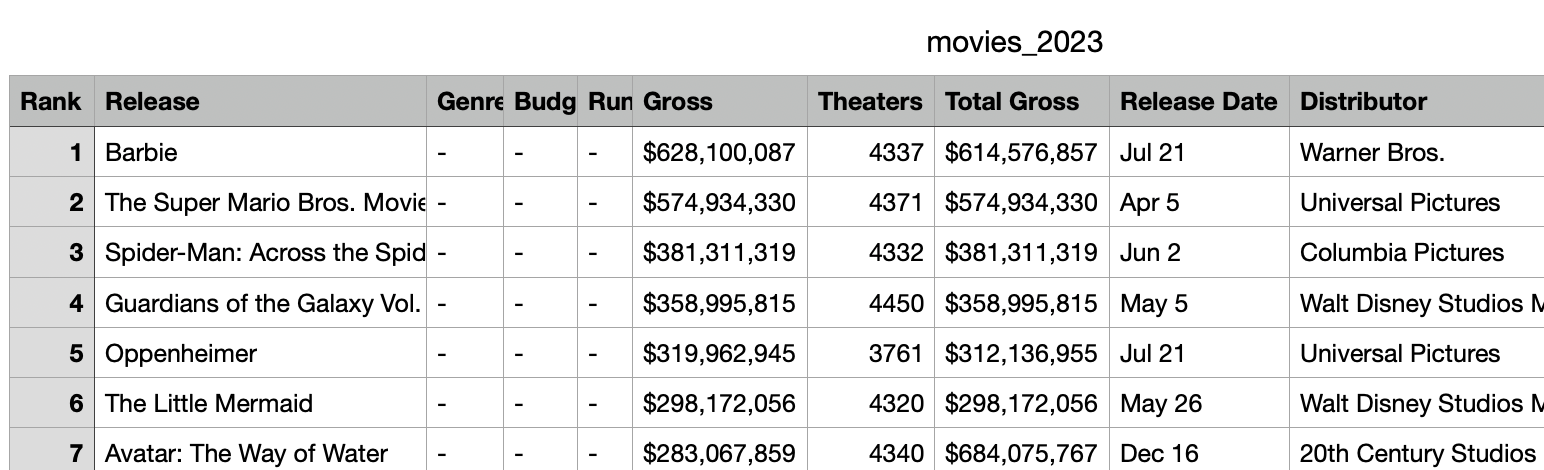 movies_2023
Rank Release Genre Budg Run Gross Theaters Total Gross Release Date Distributor
1 Barbie - - - $628,100,087 4337 $614,576,857 Jul 21 Warner Bros.
2 The Super Mario Bros. Movie - - - $574,934,330 4371 $574,934,330 Apr 5 Universal Pictures
3 Spider-Man: Across the Spid - - - $381,311,319 4332 $381,311,319 Jun 2 Columbia Pictures
4 Guardians of the Galaxy Vol. - - - $358,995,815 4450 $358,995,815 May 5 Walt Disney Studios M
5 Oppenheimer - - - $319,962,945 3761 $312,136,955 Jul 21 Universal Pictures
6 The Little Mermaid - - - $298,172,056 4320 $298,172,056 May 26 Walt Disney Studios M
7 Avatar: The Way of Water - - - $283,067,859 4340 $684,075,767 Dec 16 20th Century Studios